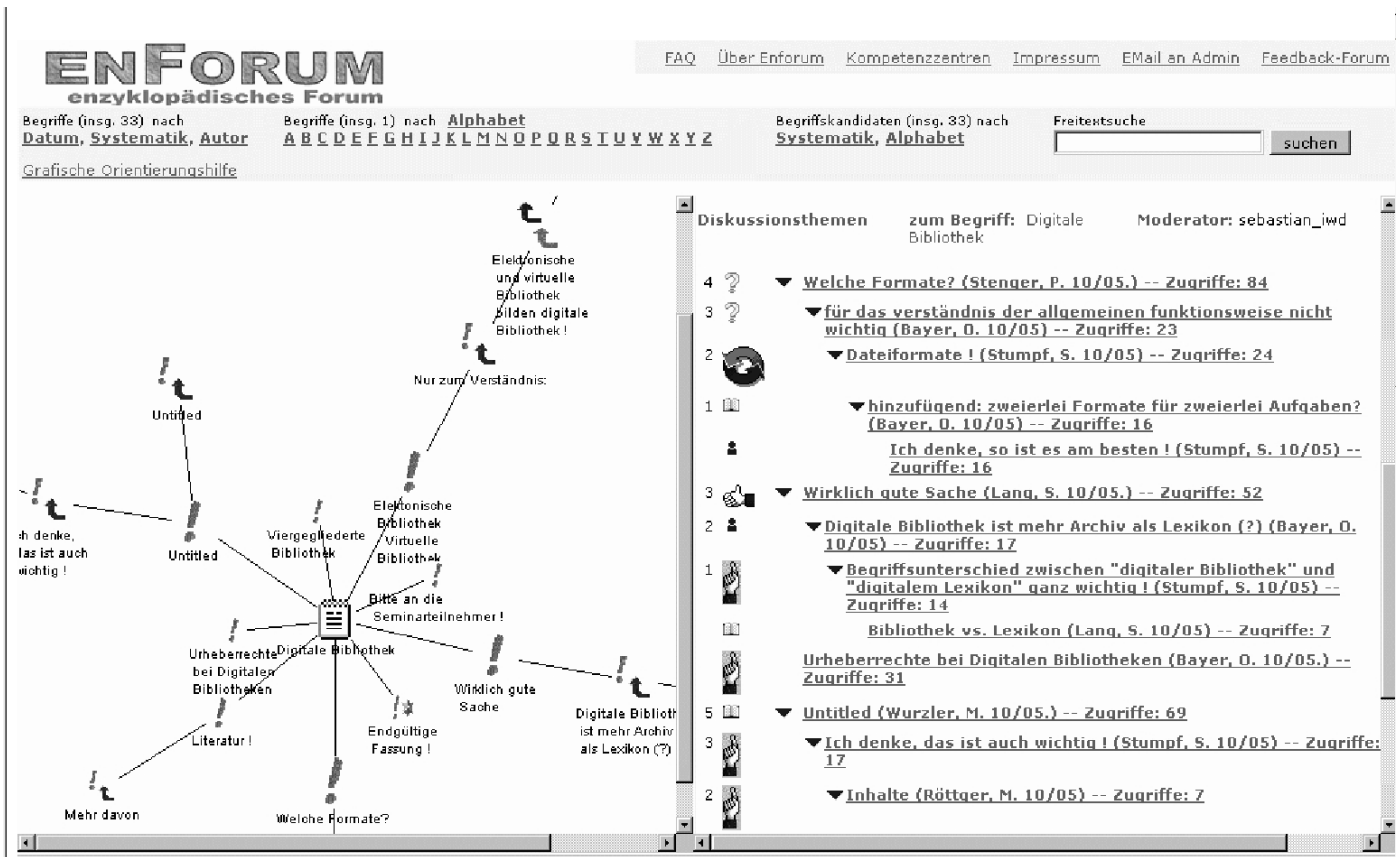 ENFORUM
enzyklopädisches Forum
FAQ Über Enforum Kompetenzzentren Impressum EMail an Admin Feedback-Forum
Begriffe (insg. 33) nach
Datum, Systematik, Autor
Begriffe (insg. 1) nach Alphabet
A B C D E F G H I J K L M N O P Q R S T U V W X Y Z
Begriffskandidaten (insg. 33) nach
Systematik, Alphabet
Freitextsuche
suchen
Grafische Orientierungshilfe
Elektronische
und virtuelle
Bibliothek
bilden digitale
Bibliothek !
Nur zum Verständnis:
Untitled
Elektonische
Bibliothek
Virtuelle
Bibliothek
Viergegliederte
Bibliothek
Untitled
ch denke,
las ist auch
wichtig !
Bitte an die
Seminarteilnehmer !
Digitale Bibliothek
Urheberrechte
bei Digitalen
Bibliotheken
Wirklich gute
Sache
Digitale Biblioth
ist mehr Archiv
als Lexikon (?)
Endgültige
Fassung !
Literatur !
Mehr davon
Welche Formate?
Diskussionsthemen zum Begriff: Digitale Moderator: sebastian_iwd
Bibliothek
4 Welche Formate? (Stenger, P. 10/05.) -- Zugriffe: 84
3 für das verständnis der allgemeinen funktionsweise nicht
wichtig (Bayer, O. 10/05) -- Zugriffe: 23
2 Dateiformate ! (Stumpf, S. 10/05) -- Zugriffe: 24
1 hinzufügend: zweierlei Formate für zweierlei Aufgaben?
(Bayer, O. 10/05) -- Zugriffe: 16
Ich denke, so ist es am besten ! (Stumpf, S. 10/05) --
Zugriffe: 16
3 Wirklich gute Sache (Lang, S. 10/05.) -- Zugriffe: 52
2 Digitale Bibliothek ist mehr Archiv als Lexikon (?) (Bayer, O.
10/05) -- Zugriffe: 17
1 Begriffsunterschied zwischen "digitaler Bibliothek" und
"digitalem Lexikon" ganz wichtig ! (Stumpf, S. 10/05) --
Zugriffe: 14
Bibliothek vs. Lexikon (Lang, S. 10/05) -- Zugriffe: 7
Urheberrechte bei Digitalen Bibliotheken (Bayer, O. 10/05.) --
Zugriffe: 31
5 Untitled (Wurzler, M. 10/05.) -- Zugriffe: 69
3 Ich denke, das ist auch wichtig ! (Stumpf, S. 10/05) -- Zugriffe:
17
2 Inhalte (Röttger, M. 10/05) -- Zugriffe: 7